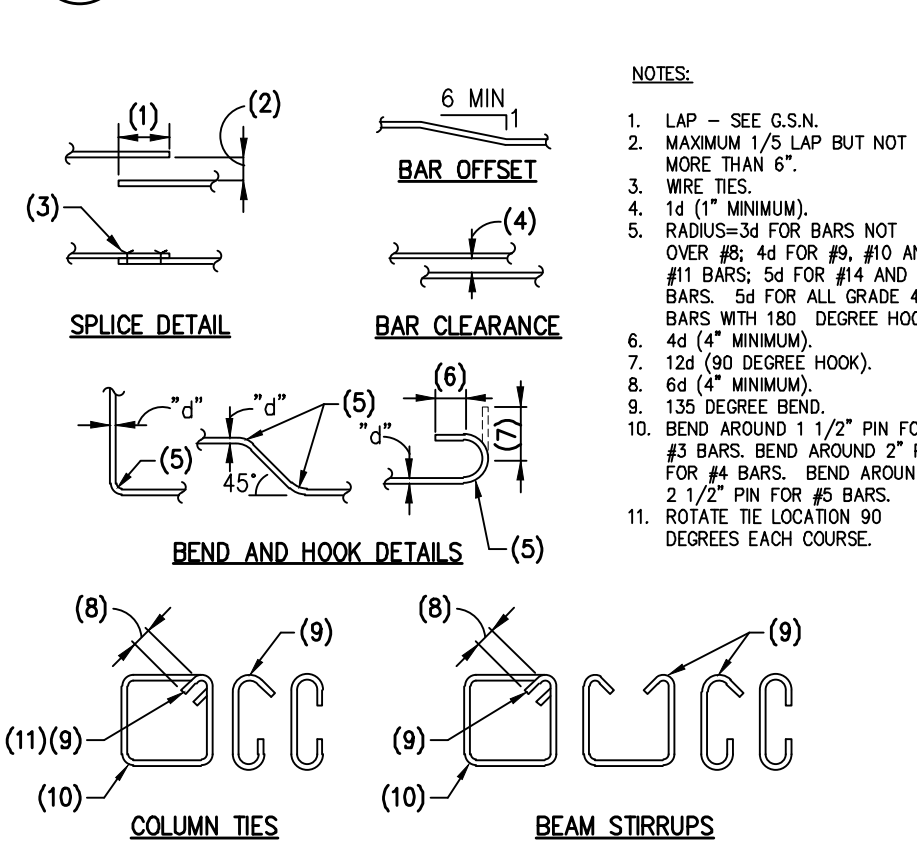 (1)
(2)
(3)
SPLICE DETAIL
6 MIN
1
BAR OFFSET
(4)
BAR CLEARANCE
NOTES:
1. LAP – SEE G.S.N.
2. MAXIMUM 1/5 LAP BUT NOT
MORE THAN 6".
3. WIRE TIES.
4. 1d (1" MINIMUM).
5. RADIUS=3d FOR BARS NOT
OVER #8; 4d FOR #9, #10
#11 BARS; 5d FOR #14 AND
BARS. 5d FOR ALL GRADE
BARS WITH 180 DEGREE
6. 4d (4" MINIMUM).
7. 12d (90 DEGREE HOOK).
8. 6d (4" MINIMUM).
9. 135 DEGREE BEND.
10. BEND AROUND 1 1/2" PIN
#3 BARS. BEND AROUND 2"
FOR #4 BARS. BEND
2 1/2" PIN FOR #5 BARS.
11. ROTATE TIE LOCATION 90
DEGREES EACH COURSE.
"d"
(5)
"d"
45°
(5)
"d"
(6)
(7)
(5)
BEND AND HOOK DETAILS
(8)
(9)
(11)(9)
(10)
COLUMN TIES
(8)
(9)
(9)
(10)
BEAM STIRRUPS